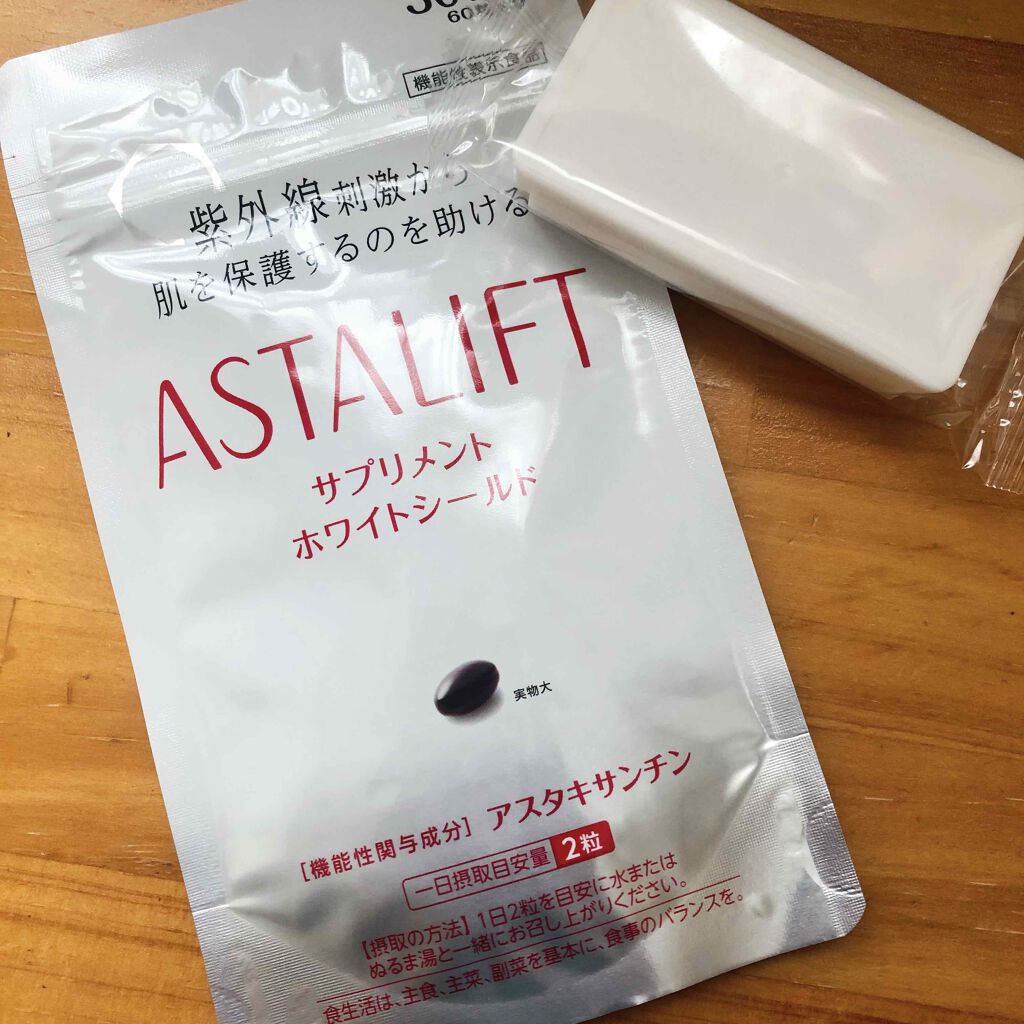 機能性表示食品
紫外線刺激から
肌を保護するのを助ける
ASTALIFT
サプリメント
ホワイトシールド
実物大
[機能性関与成分] アスタキサンチン
一日摂取目安量 2粒
【摂取の方法】1日2粒を目安に水または
ぬるま湯と一緒にお召し上がりください。
食生活は、主食、主菜、副菜を基本に、食事のバランスを。